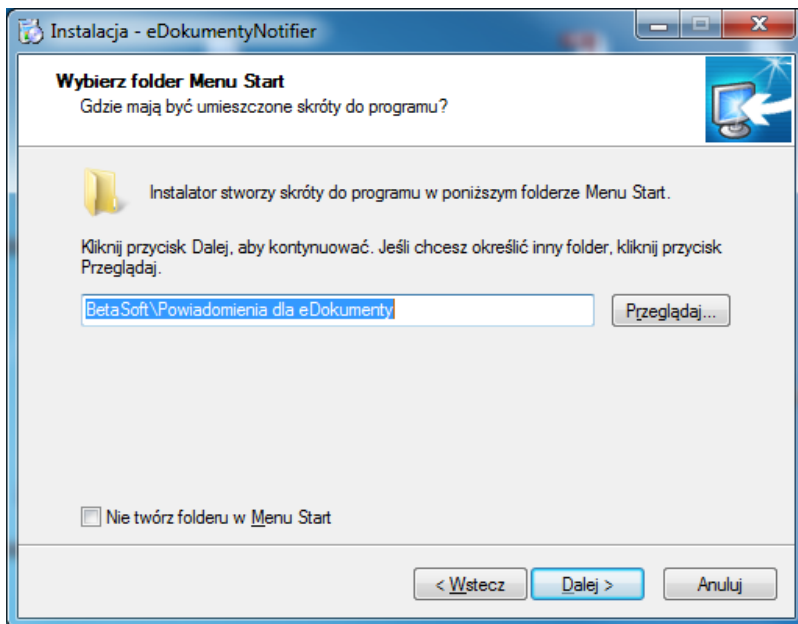 Instalacja - eDokumentyNotifier
Wybierz folder Menu Start
Gdzie mają być umieszczone skróty do programu?
Instalator stworzy skróty do programu w poniższym folderze Menu Start.
Kliknij przycisk Dalej, aby kontynuować. Jeśli chcesz określić inny folder, kliknij przycisk
Przeglądaj.
BetaSoft\Powiadomienia dla eDokumenty
Przeglądaj...
Nie twórz folderu w Menu Start
< Wstecz
Dalej >
Anuluj